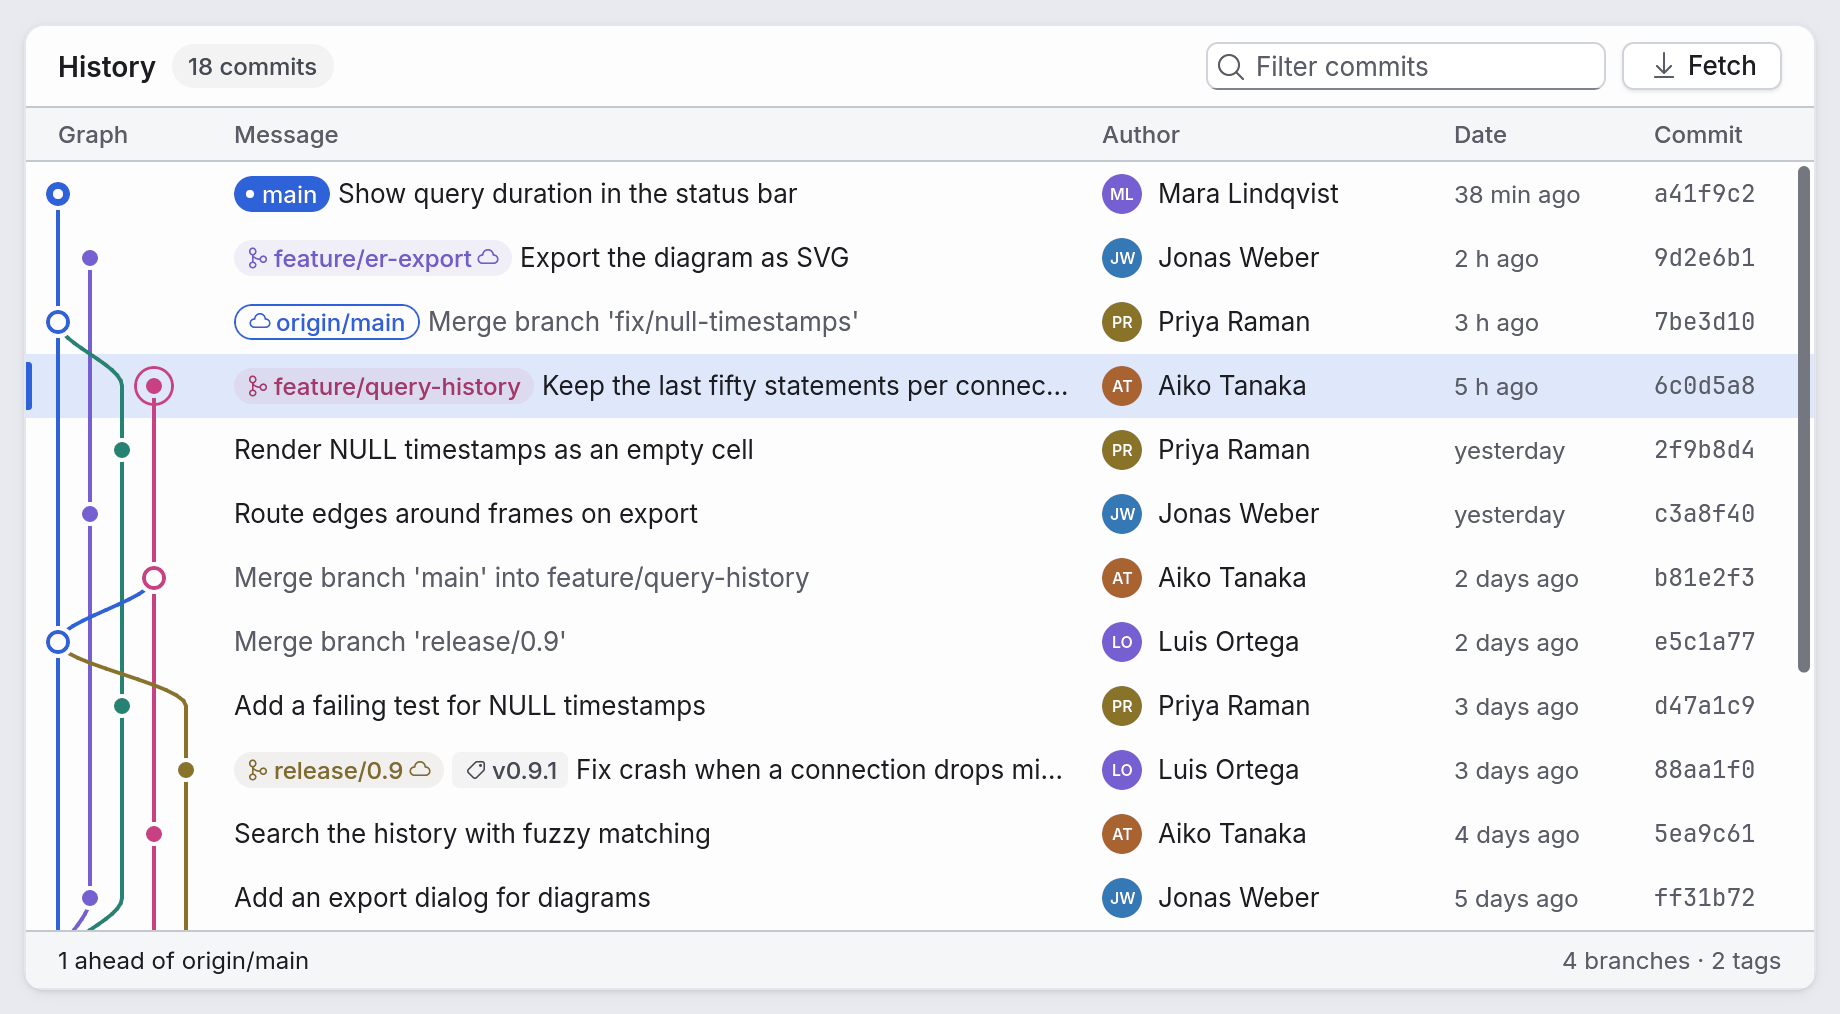 History 18 commits Filter commits Fetch
Graph Message Author Date Commit
main Show query duration in the status bar ML Mara Lindqvist 38 min ago a41f9c2
feature/er-export Export the diagram as SVG JW Jonas Weber 2 h ago 9d2e6b1
origin/main Merge branch 'fix/null-timestamps' PR Priya Raman 3 h ago 7be3d10
feature/query-history Keep the last fifty statements per connec... AT Aiko Tanaka 5 h ago 6c0d5a8
Render NULL timestamps as an empty cell PR Priya Raman yesterday 2f9b8d4
Route edges around frames on export JW Jonas Weber yesterday c3a8f40
Merge branch 'main' into feature/query-history AT Aiko Tanaka 2 days ago b81e2f3
Merge branch 'release/0.9' LO Luis Ortega 2 days ago e5c1a77
Add a failing test for NULL timestamps PR Priya Raman 3 days ago d47a1c9
release/0.9 v0.9.1 Fix crash when a connection drops mi... LO Luis Ortega 3 days ago 88aa1f0
Search the history with fuzzy matching AT Aiko Tanaka 4 days ago 5ea9c61
Add an export dialog for diagrams JW Jonas Weber 5 days ago ff31b72
1 ahead of origin/main 4 branches · 2 tags